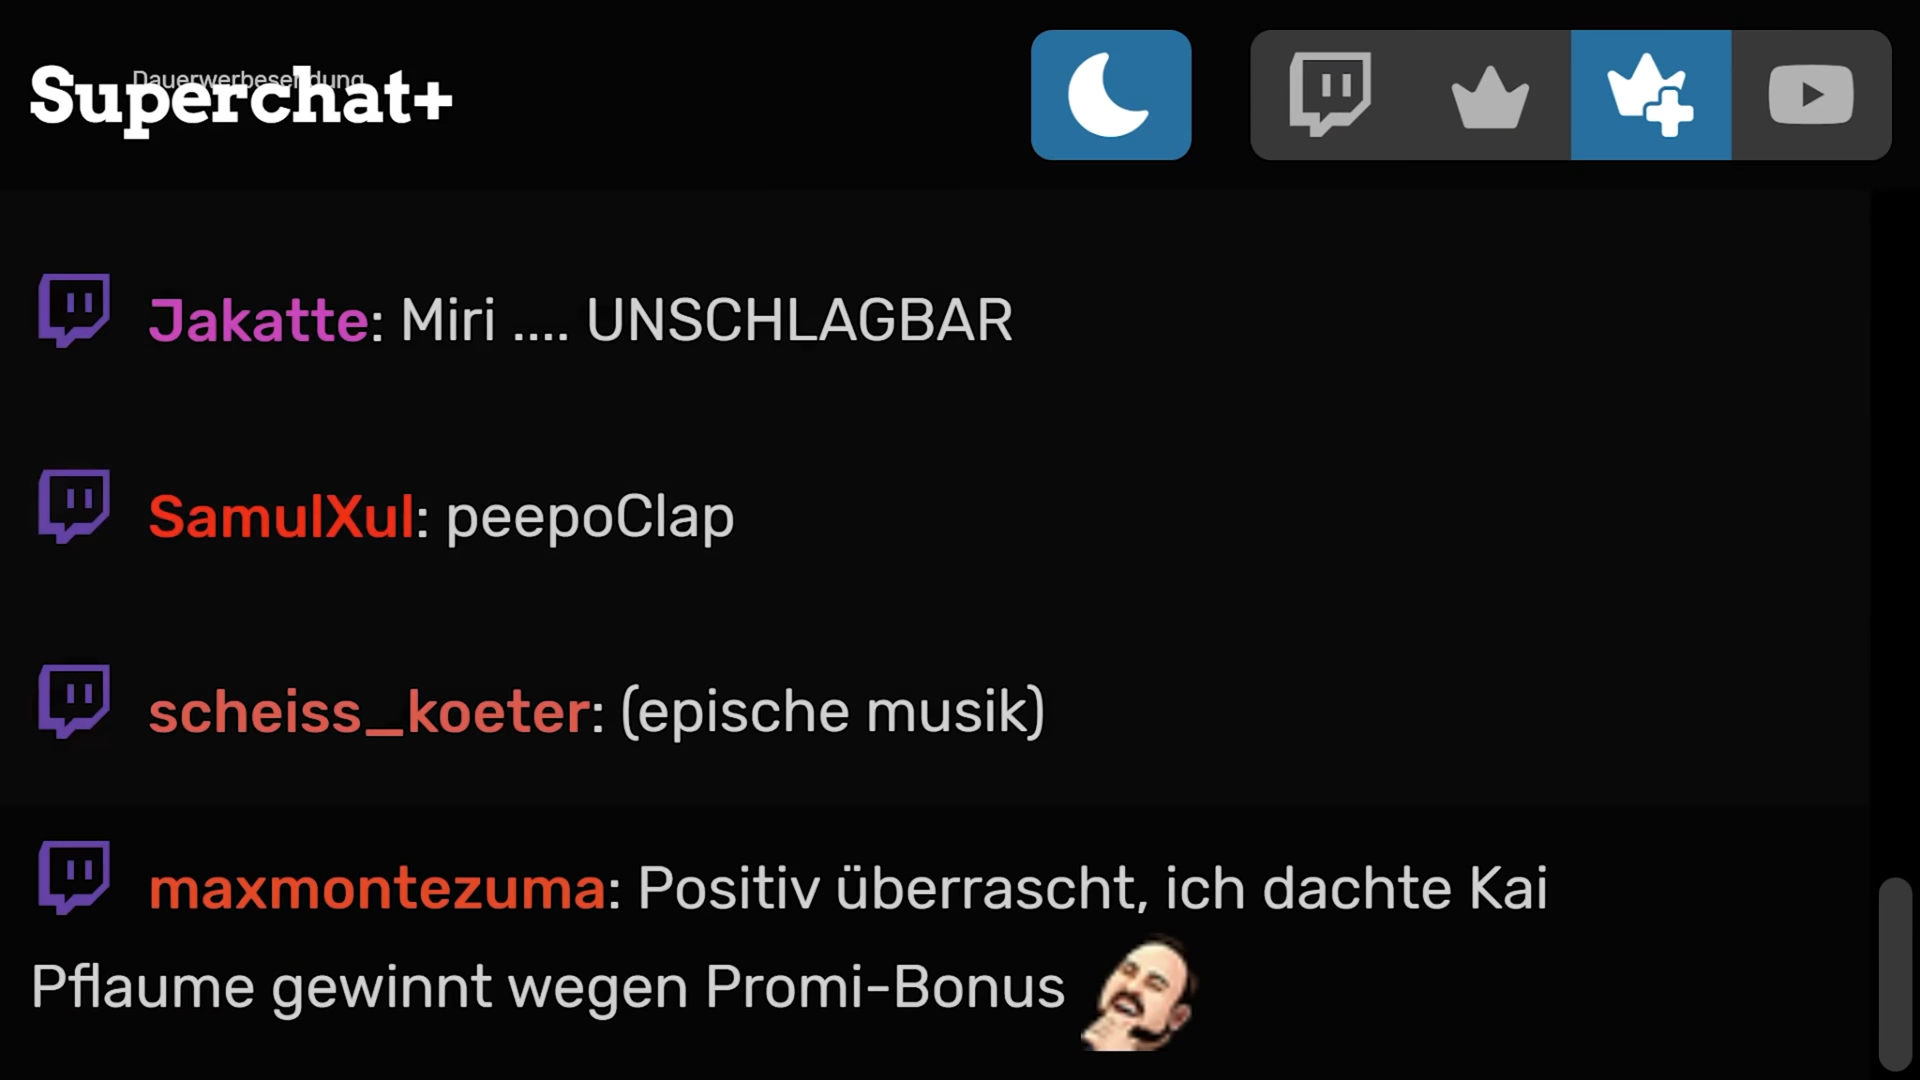 Dauerwerbesendung
Superchat+
Jakatte: Miri .... UNSCHLAGBAR
SamulXul: peepoClap
scheiss_koeter: (epische musik)
maxmontezuma: Positiv überrascht, ich dachte Kai
Pflaume gewinnt wegen Promi-Bonus